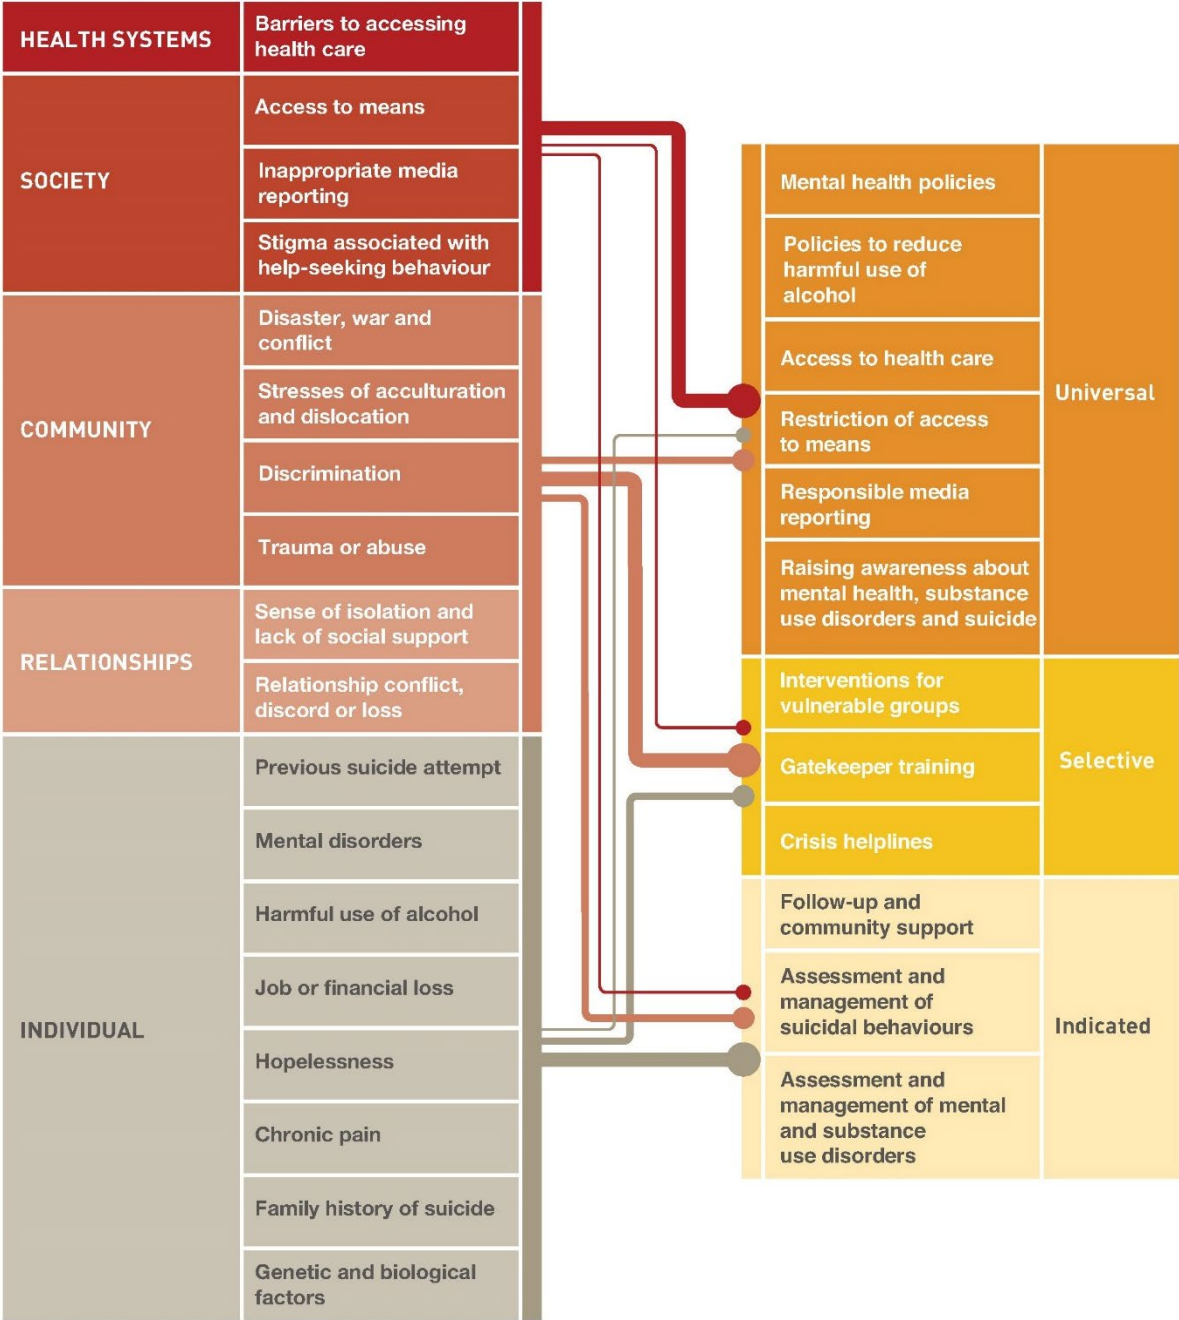 HEALTH SYSTEMS
Barriers to accessing
health care
SOCIETY
Access to means
Inappropriate media
reporting
Stigma associated with
help-seeking behaviour
COMMUNITY
Disaster, war and
conflict
Stresses of acculturation
and dislocation
Discrimination
Trauma or abuse
RELATIONSHIPS
Sense of isolation and
lack of social support
Relationship conflict,
discord or loss
INDIVIDUAL
Previous suicide attempt
Mental disorders
Harmful use of alcohol
Job or financial loss
Hopelessness
Chronic pain
Family history of suicide
Genetic and biological
factors
Mental health policies
Policies to reduce
harmful use of
alcohol
Access to health care
Restriction of access
to means
Responsible media
reporting
Raising awareness about
mental health, substance
use disorders and suicide
Universal
Interventions for
vulnerable groups
Gatekeeper training
Crisis helplines
Selective
Follow-up and
community support
Assessment and
management of
suicidal behaviours
Assessment and
management of mental
and substance
use disorders
Indicated